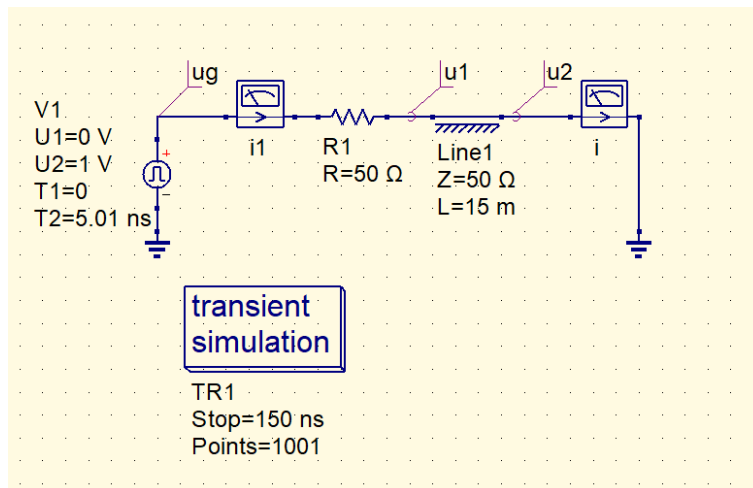 ug
u1
u2
V1
U1=0 V
U2=1 V
T1=0
T2=5.01 ns
+
−
i1
R1
R=50 Ω
Line1
Z=50 Ω
L=15 m
i
transient
simulation
TR1
Stop=150 ns
Points=1001